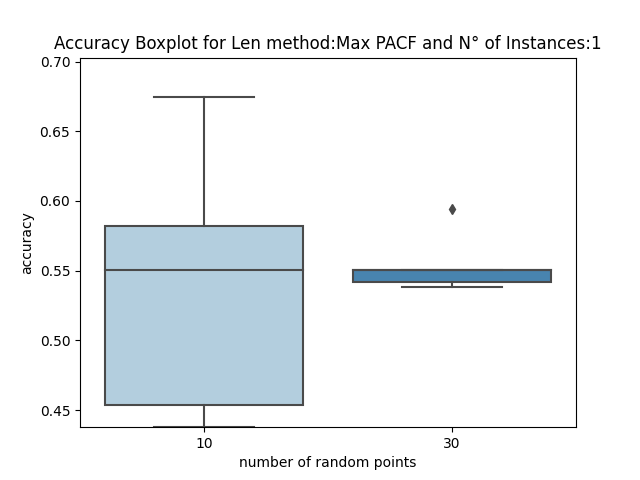 Accuracy Boxplot for Len method:Max PACF and N° of Instances:1
0.70
0.65
0.60
0.55
0.50
0.45
accuracy
10
30
number of random points